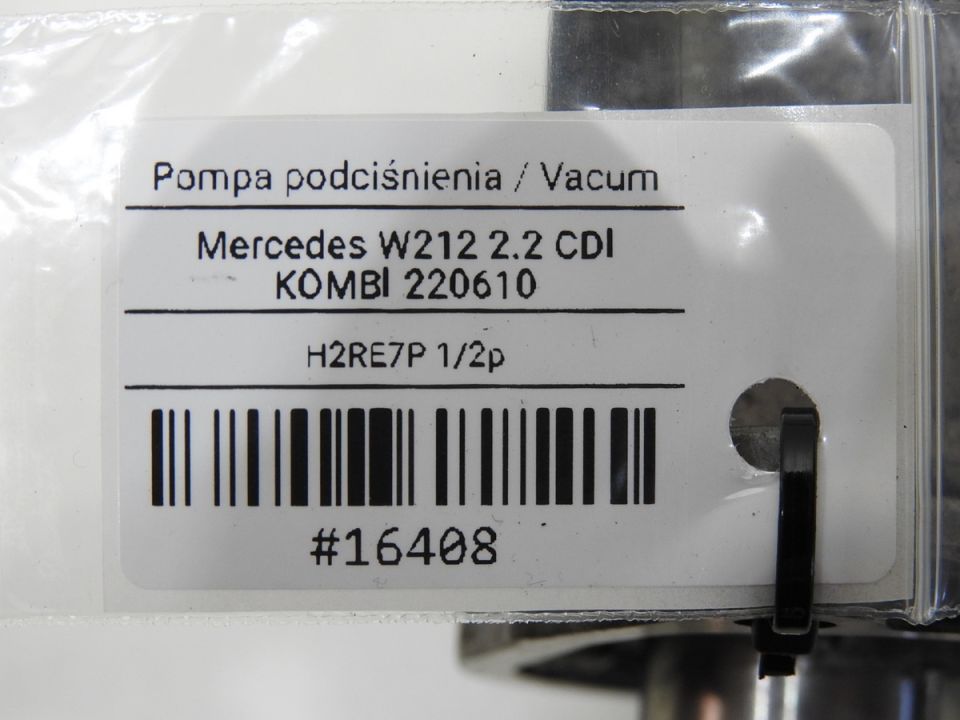 Pompa podciśnienia / Vacum
Mercedes W212 2.2 CDI
KOMBI 220610
H2RE7P 1/2p
#16408